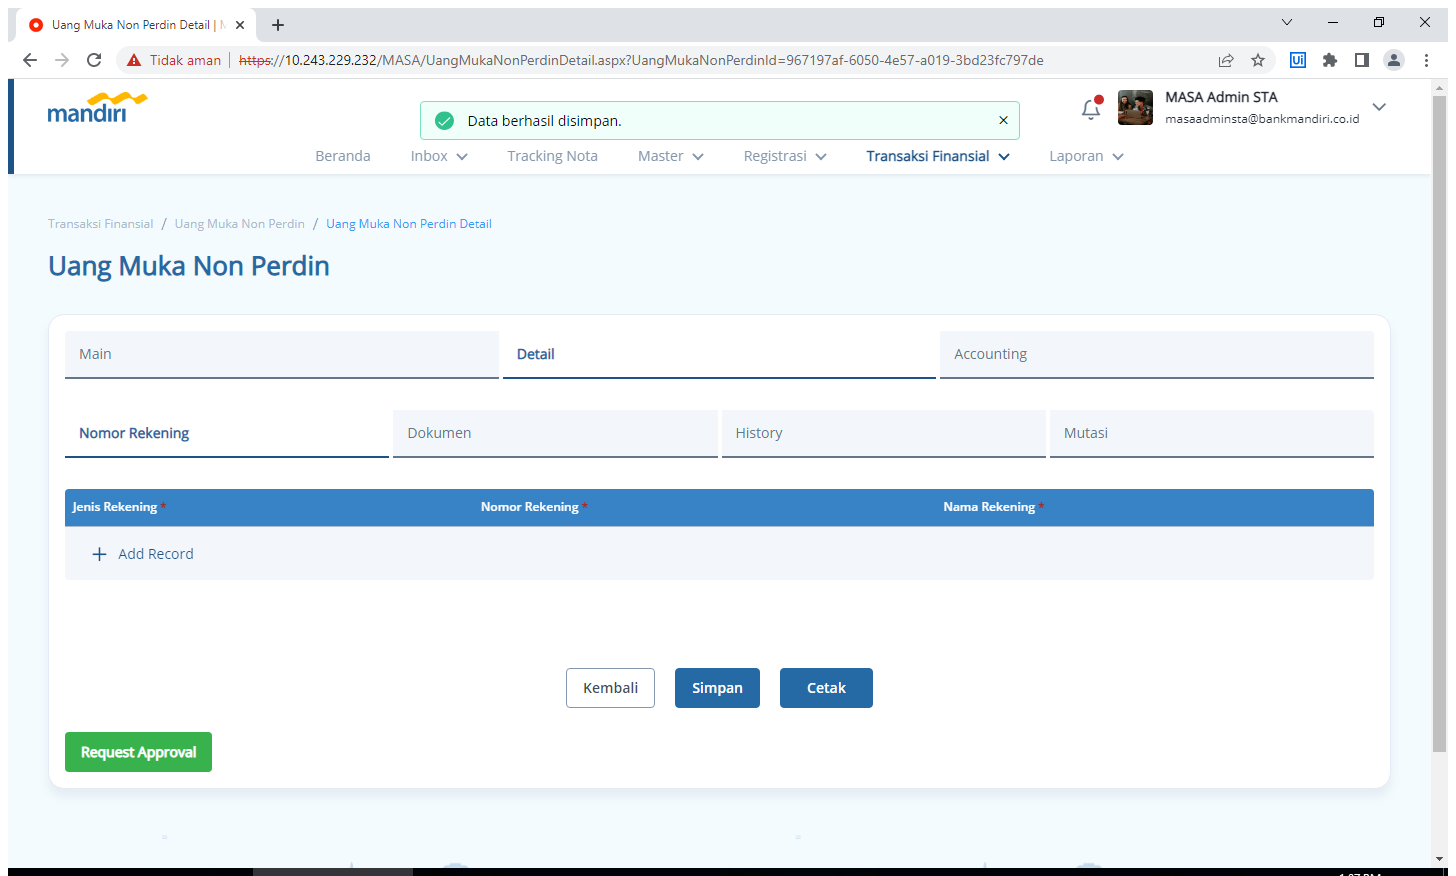 Uang Muka Non Perdin Detail |
Tidak aman
https://10.243.229.232/MASA/UangMukaNonPerdinDetail.aspx?UangMukaNonPerdinId=967197af-6050-4e57-a019-3bd23fc797de
Ui
mandiri
Data berhasil disimpan.
MASA Admin STA
masaadminsta@bankmandiri.co.id
Beranda Inbox Tracking Nota Master Registrasi Transaksi Finansial Laporan
Transaksi Finansial / Uang Muka Non Perdin / Uang Muka Non Perdin Detail
Uang Muka Non Perdin
Main Detail Accounting
Nomor Rekening Dokumen History Mutasi
Jenis Rekening * Nomor Rekening * Nama Rekening *
+ Add Record
Kembali Simpan Cetak
Request Approval